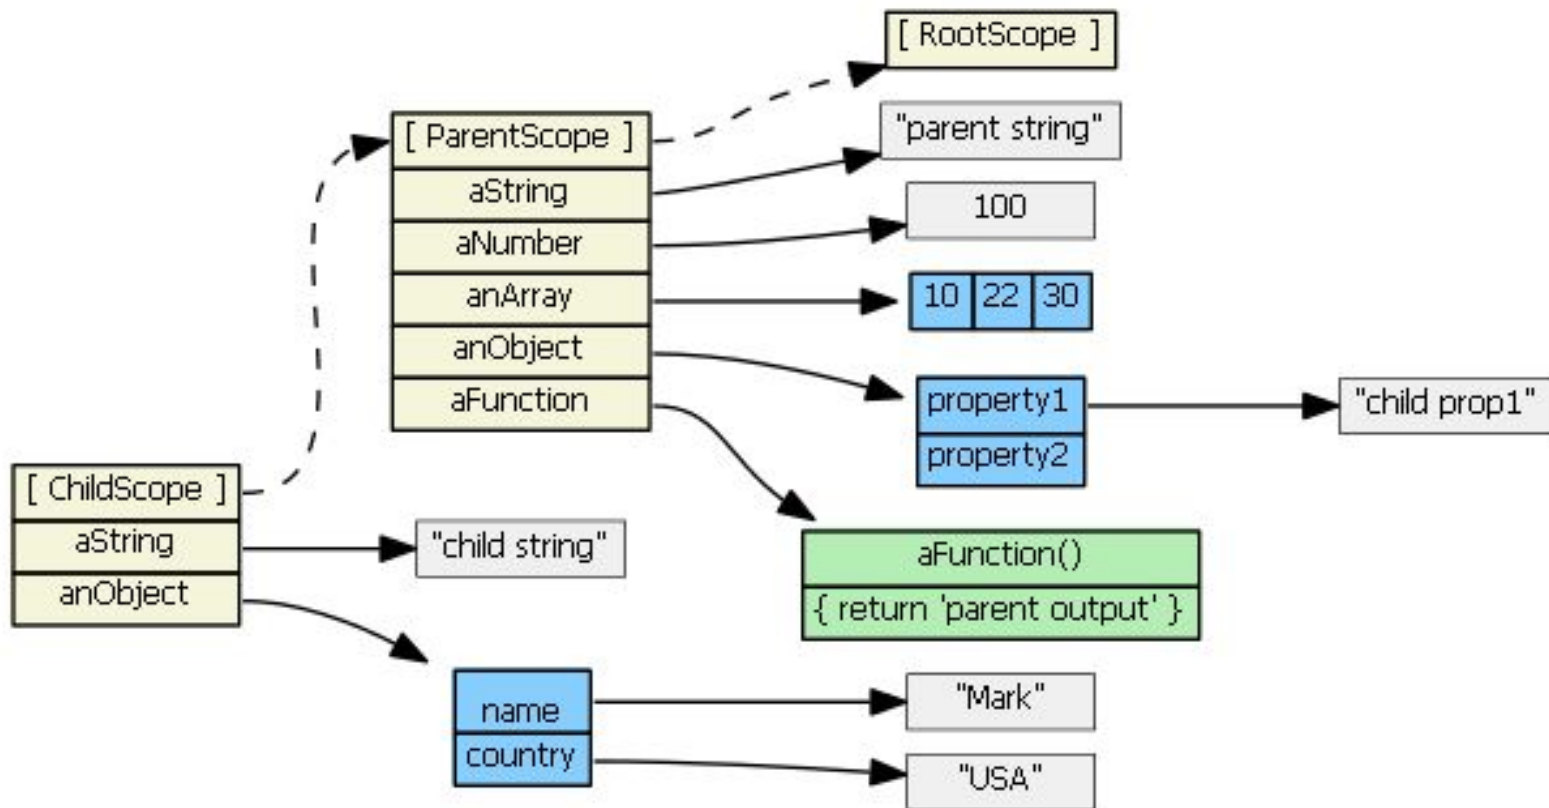 [ RootScope ]
[ ParentScope ]
aString
aNumber
anArray
anObject
aFunction
"parent string"
100
10 22 30
property1
property2
"child prop1"
aFunction()
{ return 'parent output' }
[ ChildScope ]
aString
anObject
"child string"
name
country
"Mark"
"USA"